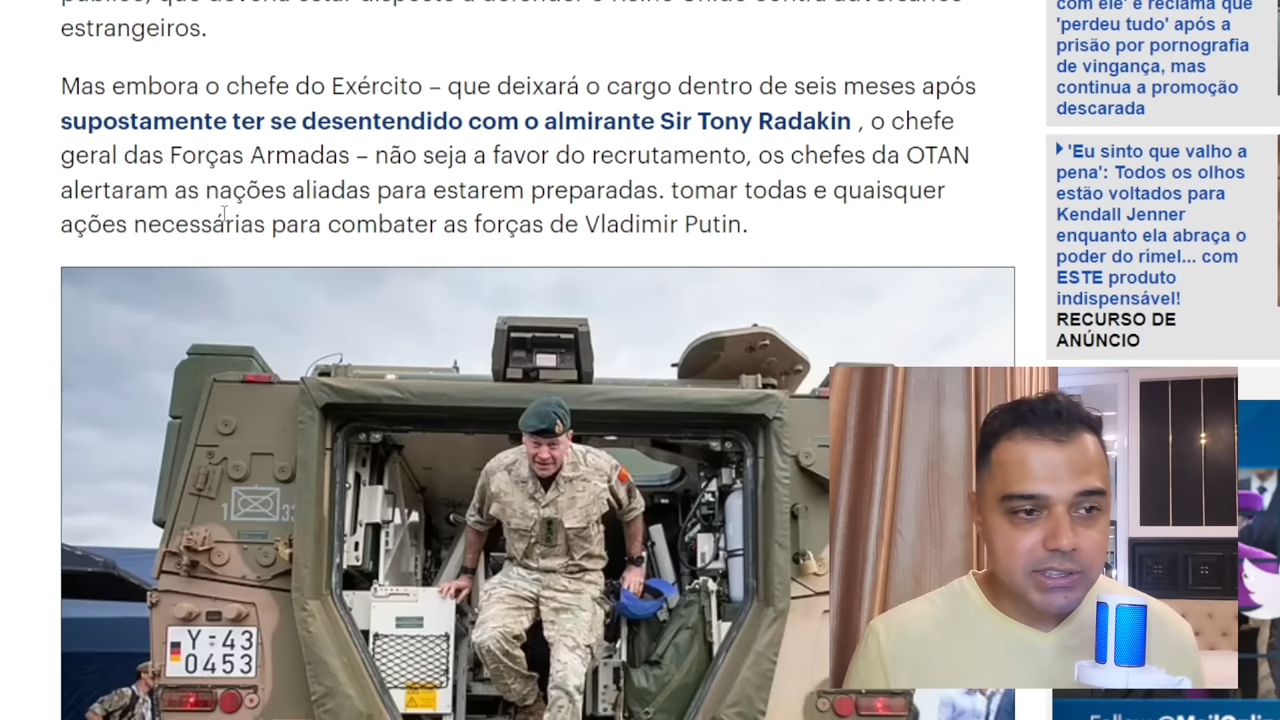 estrangeiros.
Mas embora o chefe do Exército – que deixará o cargo dentro de seis meses após
supostamente ter se desentendido com o almirante Sir Tony Radakin , o chefe
geral das Forças Armadas – não seja a favor do recrutamento, os chefes da OTAN
alertaram as nações aliadas para estarem preparadas. tomar todas e quaisquer
ações necessárias para combater as forças de Vladimir Putin.
com ele' e reclama que
'perdeu tudo' após a
prisão por pornografia
de vingança, mas
continua a promoção
descarada
'Eu sinto que valho a
pena': Todos os olhos
estão voltados para
Kendall Jenner
enquanto ela abraça o
poder do rímel... com
ESTE produto
indispensável!
RECURSO DE
ANÚNCIO
Y-43
0453